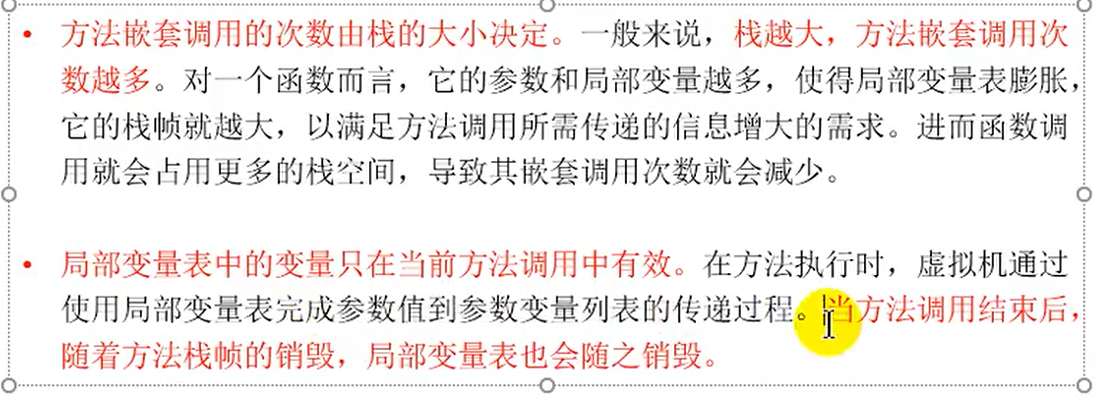 • 方法嵌套调用的次数由栈的大小决定。一般来说，栈越大，方法嵌套调用次
数越多。对一个函数而言，它的参数和局部变量越多，使得局部变量表膨胀，
它的栈帧就越大，以满足方法调用所需传递的信息增大的需求。进而函数调
用就会占用更多的栈空间，导致其嵌套调用次数就会减少。
• 局部变量表中的变量只在当前方法调用中有效。在方法执行时，虚拟机通过
使用局部变量表完成参数值到参数变量列表的传递过程。当方法调用结束后，
随着方法栈帧的销毁，局部变量表也会随之销毁。